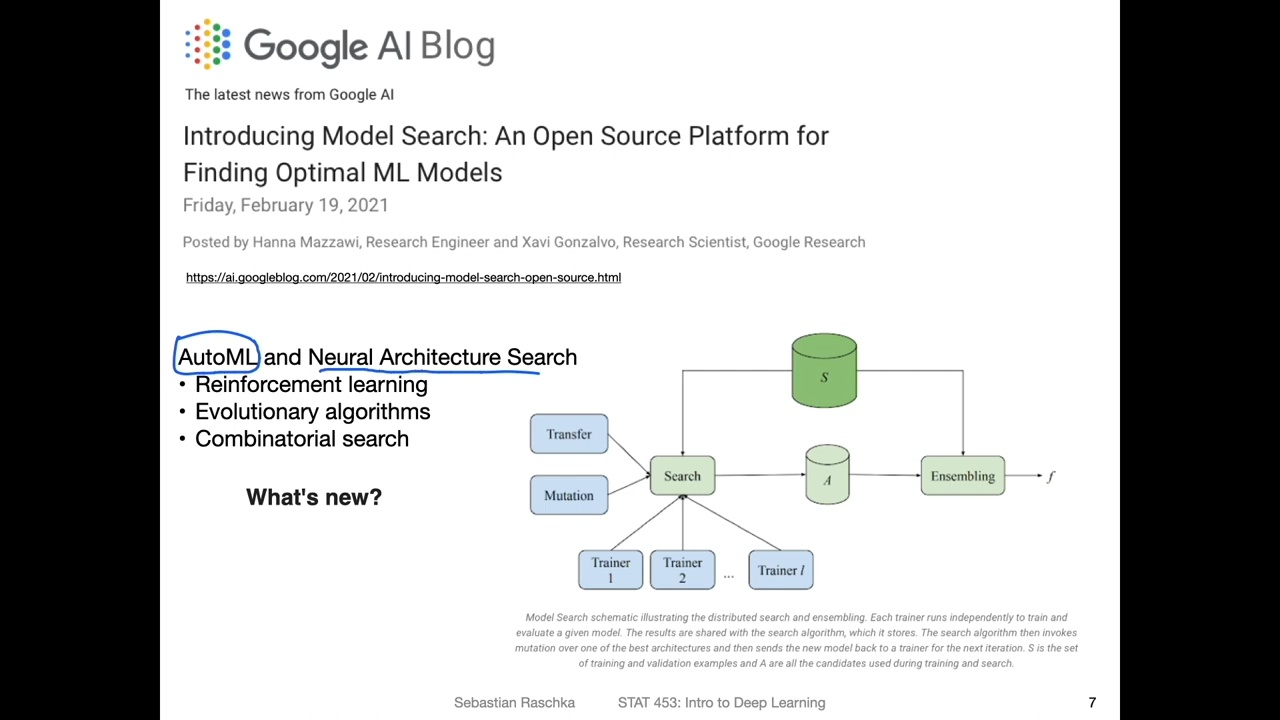 Google AI Blog
The latest news from Google AI
Introducing Model Search: An Open Source Platform for
Finding Optimal ML Models
Friday, February 19, 2021
Posted by Hanna Mazzawi, Research Engineer and Xavi Gonzalvo, Research Scientist, Google Research
https://ai.googleblog.com/2021/02/introducing-model-search-open-source.html
AutoML and Neural Architecture Search
• Reinforcement learning
• Evolutionary algorithms
• Combinatorial search
What's new?
S
Transfer
Mutation
Search
A
Ensembling
f
Trainer
1
Trainer
2
...
Trainer l
Model Search schematic illustrating the distributed search and ensembling. Each trainer runs independently to train and
evaluate a given model. The results are shared with the search algorithm, which it stores. The search algorithm then invokes
mutation over one of the best architectures and then sends the new model back to a trainer for the next iteration. S is the set
of training and validation examples and A are all the candidates used during training and search.
Sebastian Raschka STAT 453: Intro to Deep Learning 7